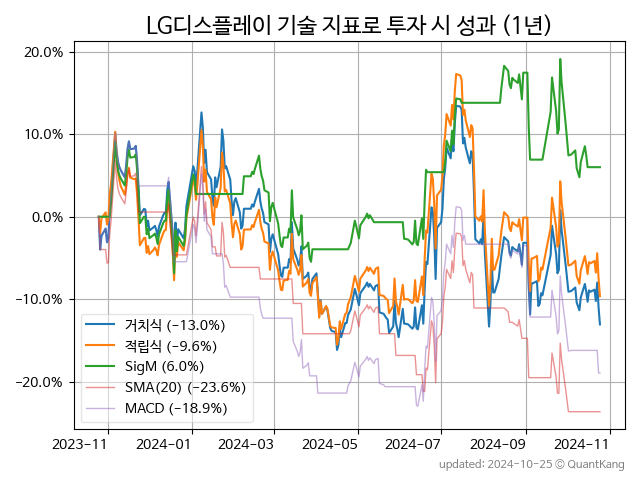 LG디스플레이 기술 지표로 투자 시 성과 (1년)
20.0%
10.0%
0.0%
−10.0%
−20.0%
거치식 (−13.0%)
적립식 (−9.6%)
SigM (6.0%)
SMA(20) (−23.6%)
MACD (−18.9%)
2023−11
2024−01
2024−03
2024−05
2024−07
2024−09
2024−11
updated: 2024-10-25 © QuantKang